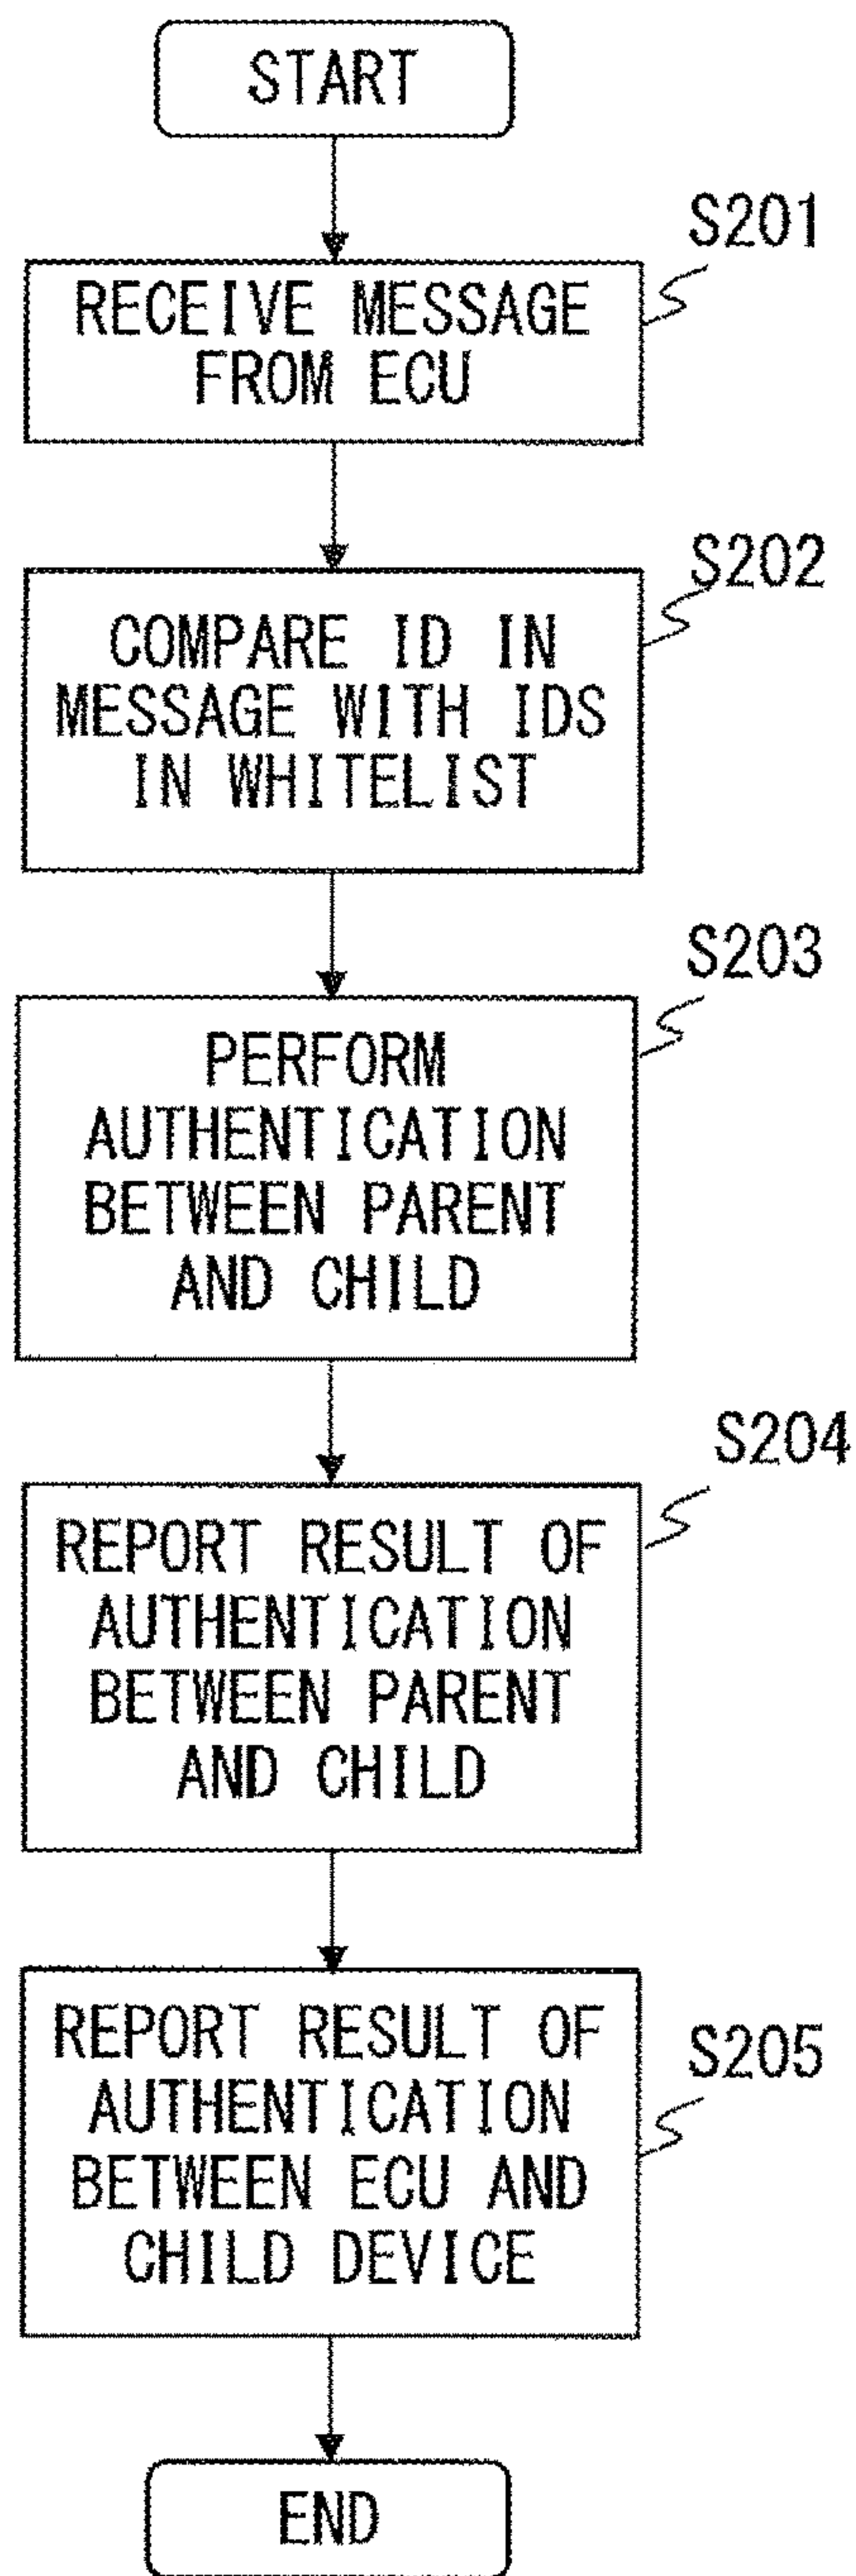 START
S201
RECEIVE MESSAGE
FROM ECU
S202
COMPARE ID IN
MESSAGE WITH IDS
IN WHITELIST
S203
PERFORM
AUTHENTICATION
BETWEEN PARENT
AND CHILD
S204
REPORT RESULT OF
AUTHENTICATION
BETWEEN PARENT
AND CHILD
S205
REPORT RESULT OF
AUTHENTICATION
BETWEEN ECU AND
CHILD DEVICE
END